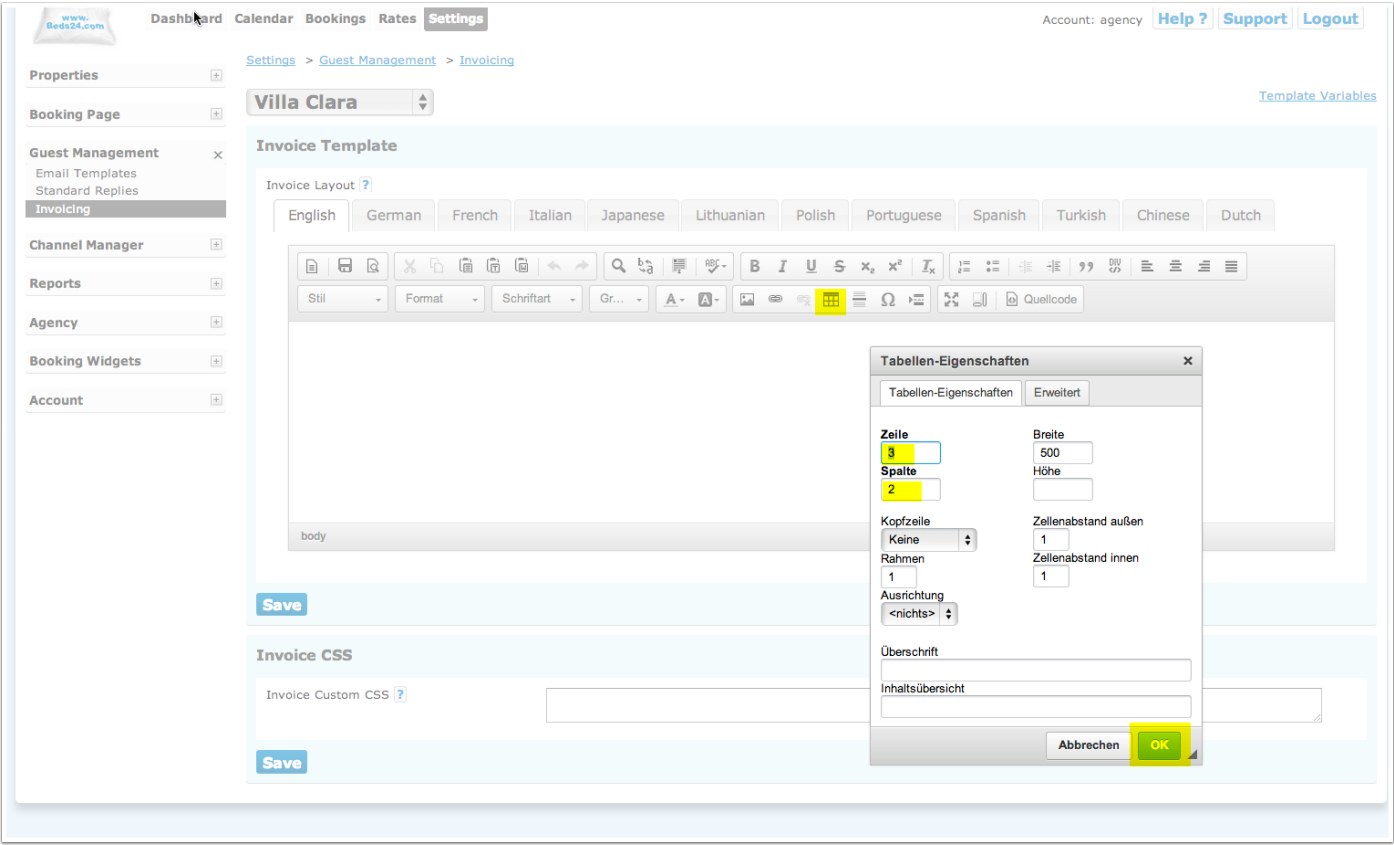 www.
Beds24.com
Dashboard Calendar Bookings Rates Settings
Account: agency Help ? Support Logout
Settings > Guest Management > Invoicing
Properties
Booking Page
Guest Management
Email Templates
Standard Replies
Invoicing
Channel Manager
Reports
Agency
Booking Widgets
Account
Villa Clara
Template Variables
Invoice Template
Invoice Layout ?
English German French Italian Japanese Lithuanian Polish Portuguese Spanish Turkish Chinese Dutch
B I U S x₂ x² Iₓ
Stil Format Schriftart Gr... A A Ω Quellcode
body
Save
Invoice CSS
Invoice Custom CSS ?
Save
Tabellen-Eigenschaften
Tabellen-Eigenschaften Erweitert
Zeile Breite
3 500
Spalte Höhe
2
Kopfzeile Zellenabstand außen
Keine 1
Rahmen Zellenabstand innen
1 1
Ausrichtung
<nichts>
Überschrift
Inhaltsübersicht
Abbrechen OK